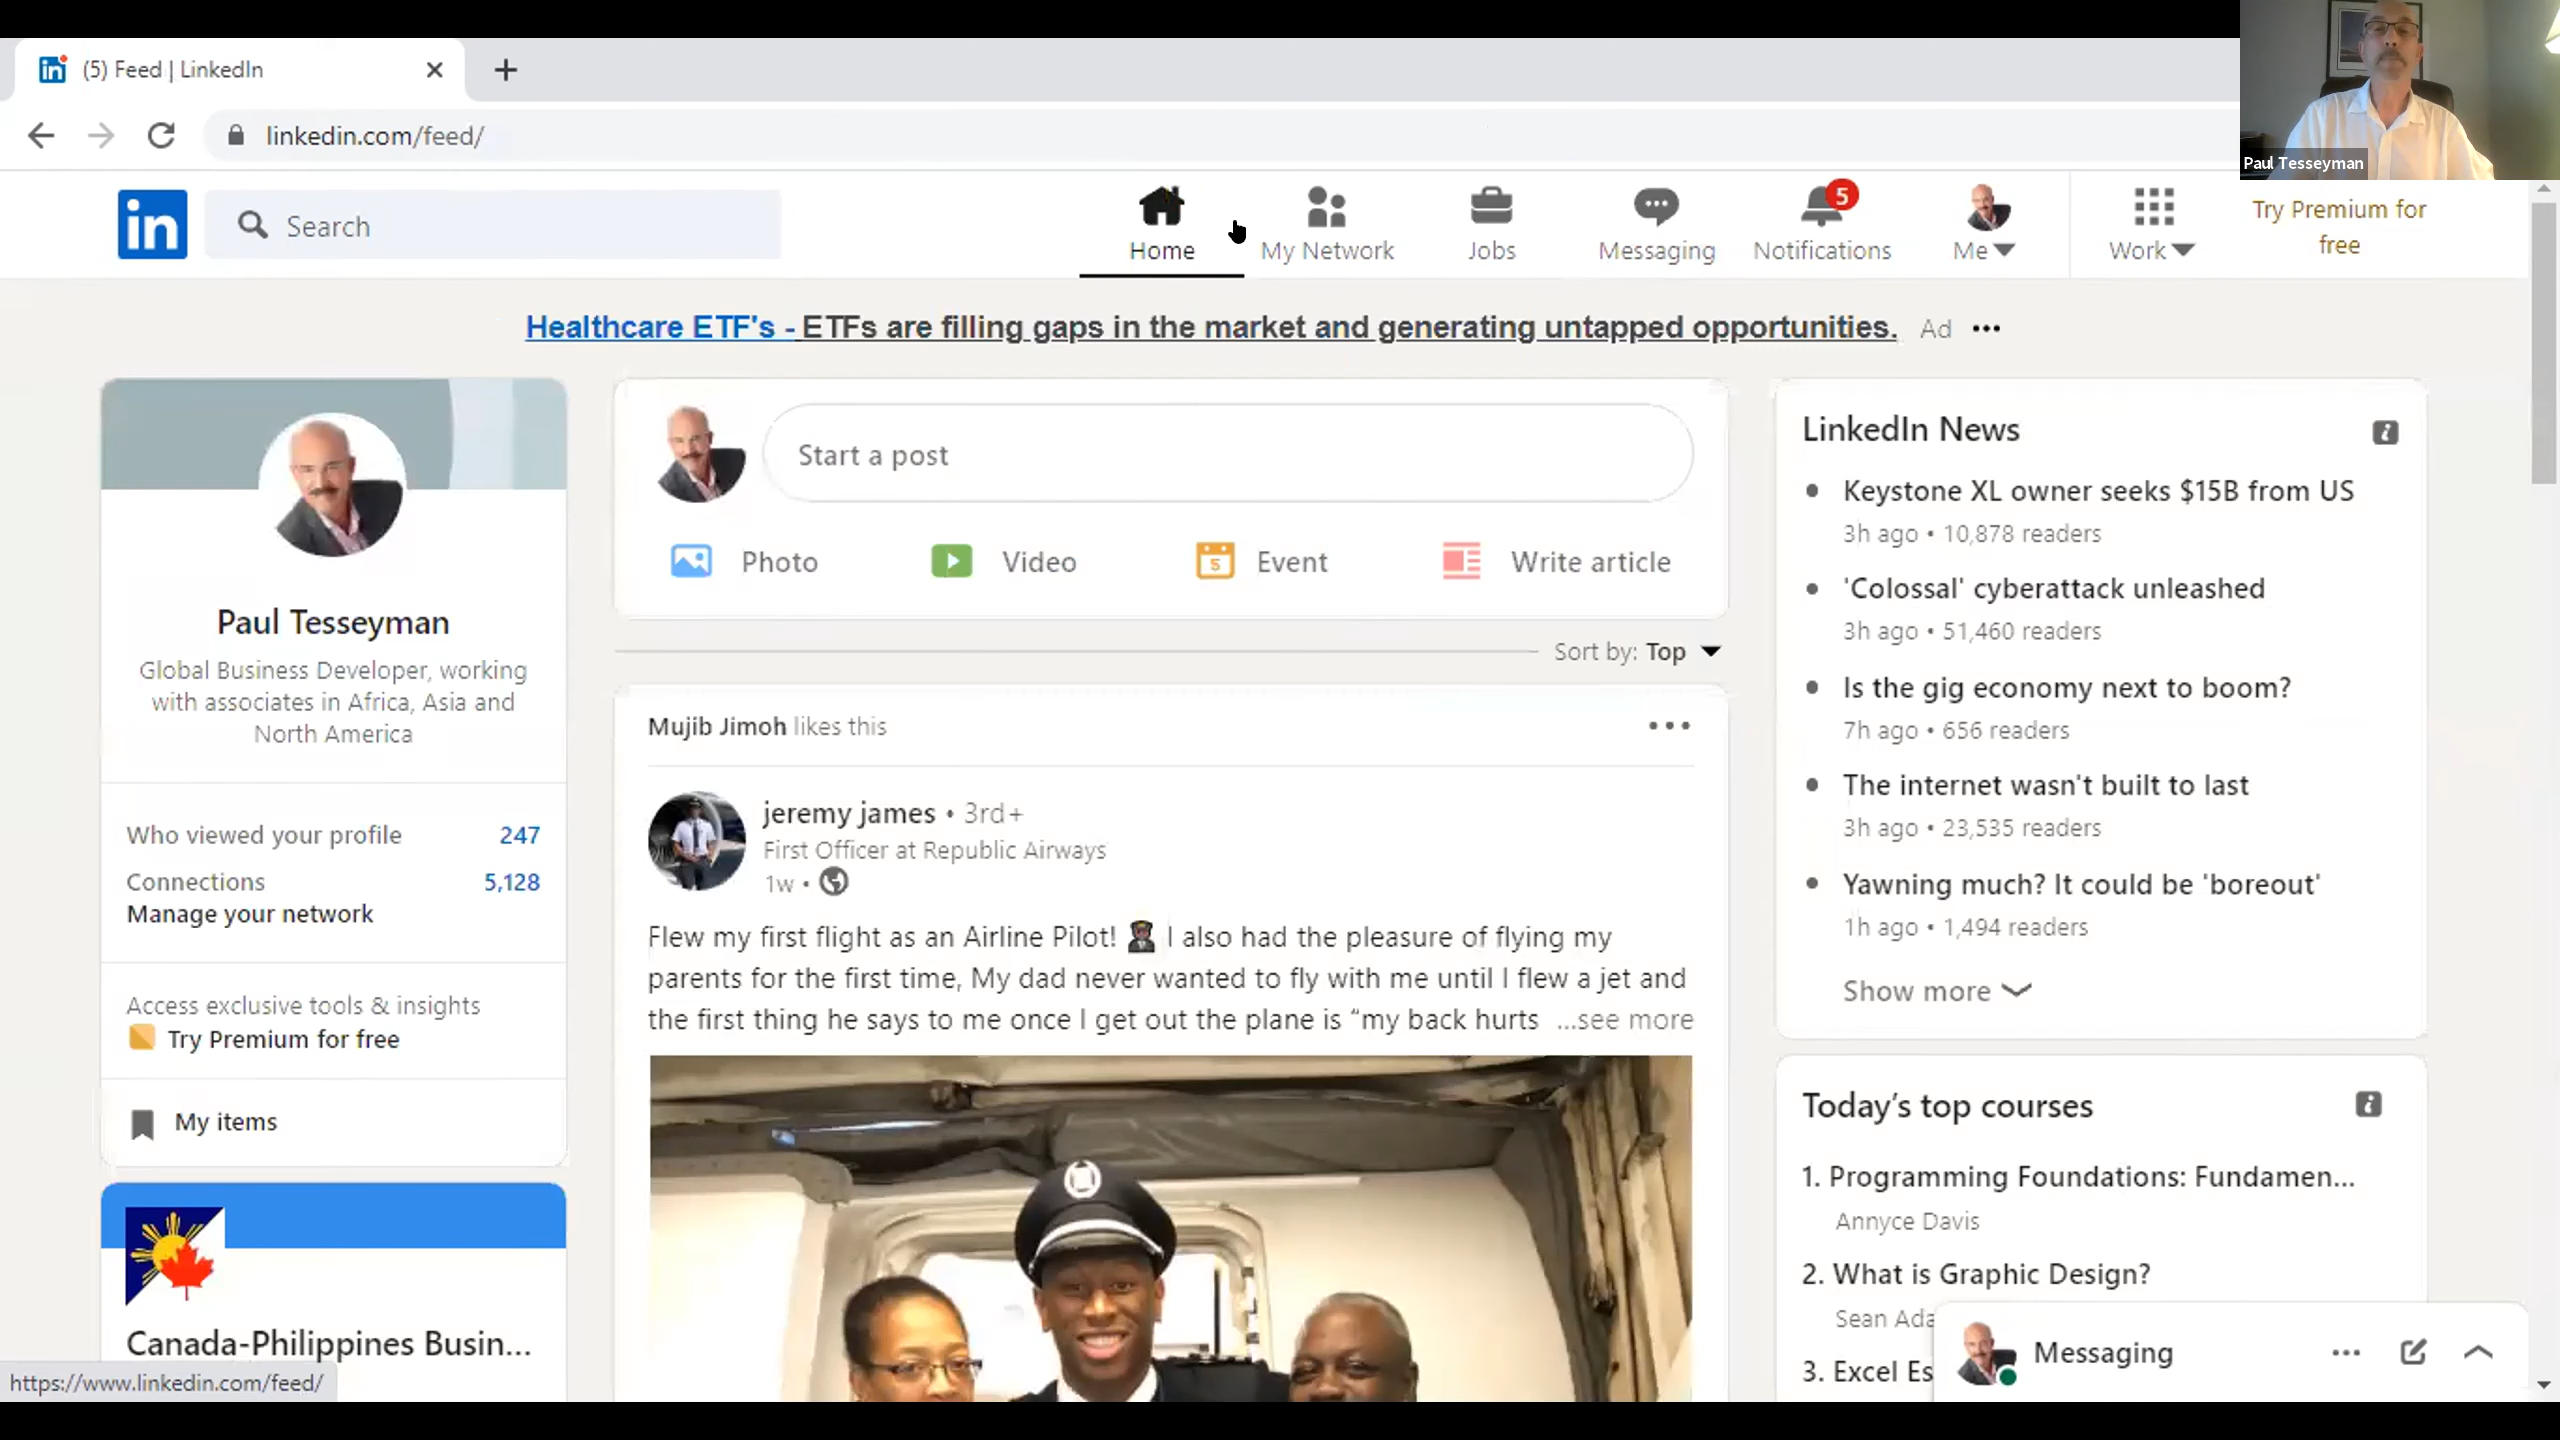 (5) Feed | LinkedIn
linkedin.com/feed/
Paul Tesseyman
in
Search
Home
My Network
Jobs
Messaging
5
Notifications
Me
Work
Try Premium for
free
Healthcare ETF's - ETFs are filling gaps in the market and generating untapped opportunities. Ad
Paul Tesseyman
Global Business Developer, working
with associates in Africa, Asia and
North America
Who viewed your profile 247
Connections 5,128
Manage your network
Access exclusive tools & insights
Try Premium for free
My items
Canada-Philippines Busin...
https://www.linkedin.com/feed/
Start a post
Photo
Video
5
Event
Write article
Sort by: Top
Mujib Jimoh likes this
jeremy james • 3rd+
First Officer at Republic Airways
1w •
Flew my first flight as an Airline Pilot! 👨🏿‍✈️ I also had the pleasure of flying my
parents for the first time, My dad never wanted to fly with me until I flew a jet and
the first thing he says to me once I get out the plane is “my back hurts ...see more
LinkedIn News
Keystone XL owner seeks $15B from US
3h ago • 10,878 readers
'Colossal' cyberattack unleashed
3h ago • 51,460 readers
Is the gig economy next to boom?
7h ago • 656 readers
The internet wasn't built to last
3h ago • 23,535 readers
Yawning much? It could be 'boreout'
1h ago • 1,494 readers
Show more
Today’s top courses
1. Programming Foundations: Fundamen...
Annyce Davis
2. What is Graphic Design?
Sean Ada
3. Excel Es
Messaging